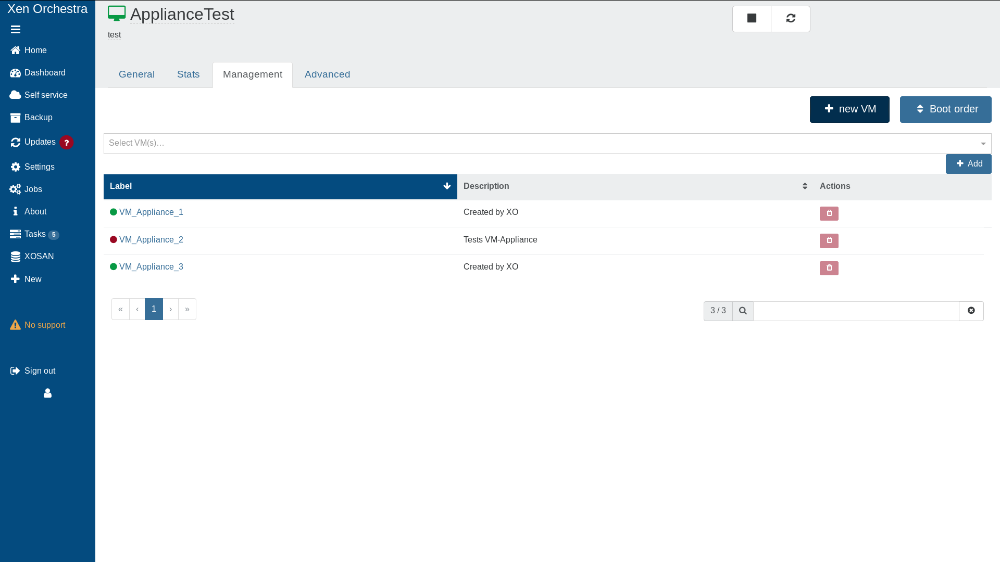 Xen Orchestra
Home
Dashboard
Self service
Backup
Updates ?
Settings
Jobs
About
Tasks 5
XOSAN
New
No support
Sign out
ApplianceTest
test
General Stats Management Advanced
new VM Boot order
Select VM(s)...
Add
Label Description Actions
VM_Appliance_1 Created by XO
VM_Appliance_2 Tests VM-Appliance
VM_Appliance_3 Created by XO
« ‹ 1 › »
3 / 3